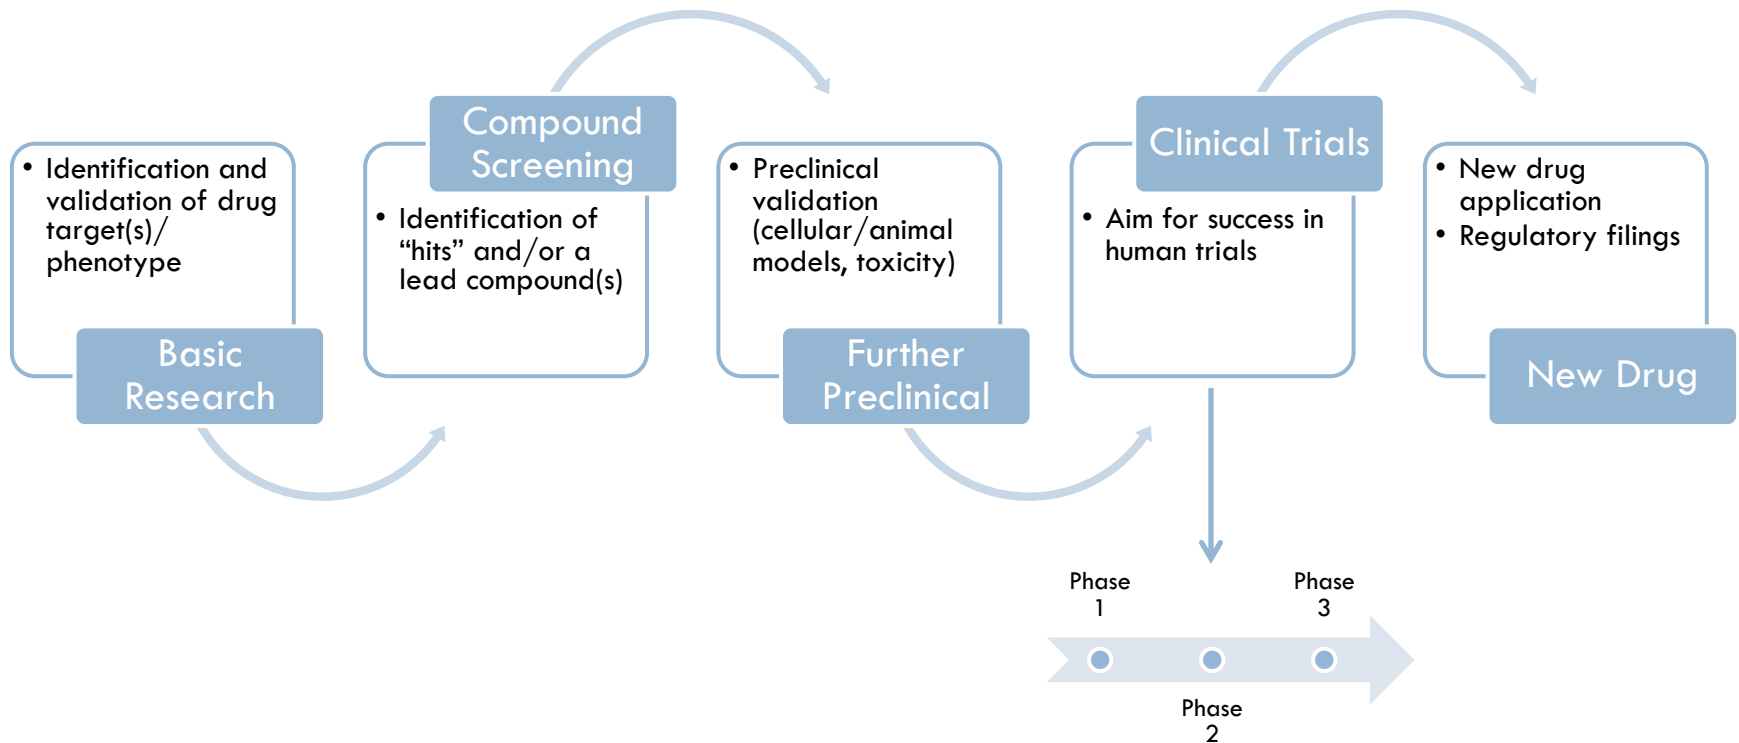 • Identification and
validation of drug
target(s)/
phenotype
Basic
Research
Compound
Screening
• Identification of
“hits” and/or a
lead compound(s)
• Preclinical
validation
(cellular/animal
models, toxicity)
Further
Preclinical
Clinical Trials
• Aim for success in
human trials
• New drug
application
• Regulatory filings
New Drug
Phase
1
Phase
2
Phase
3